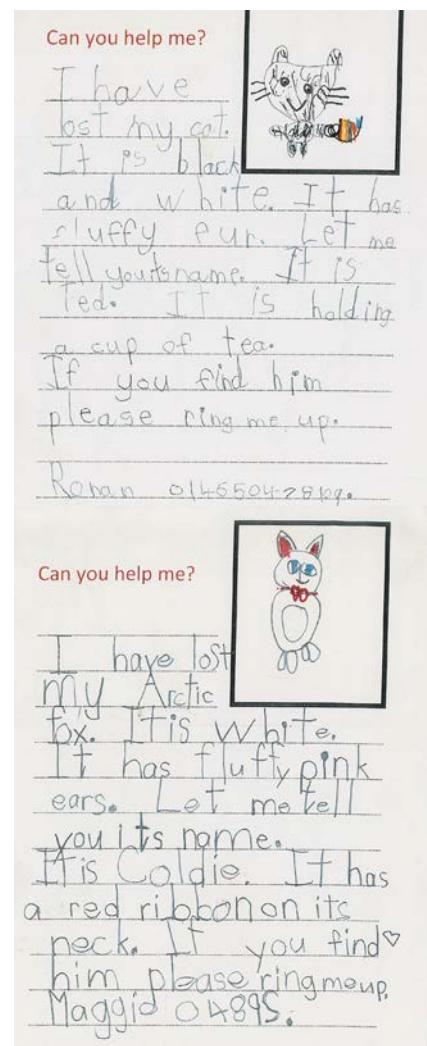 Can you help me?
I have
lost my cat.
It is black
and white. It has
fluffy fur. Let me
tell you its name. It is
Ted. It is holding
a cup of tea.
If you find him
please ring me up.
Ronan
Can you help me?
I have lost
my Arctic
fox. It is white.
It has fluffy pink
ears. Let me tell
you its name.
It is Coldie. It has
a red ribbon on its
neck. If you find
him please ring me up.
Maggie 04895.